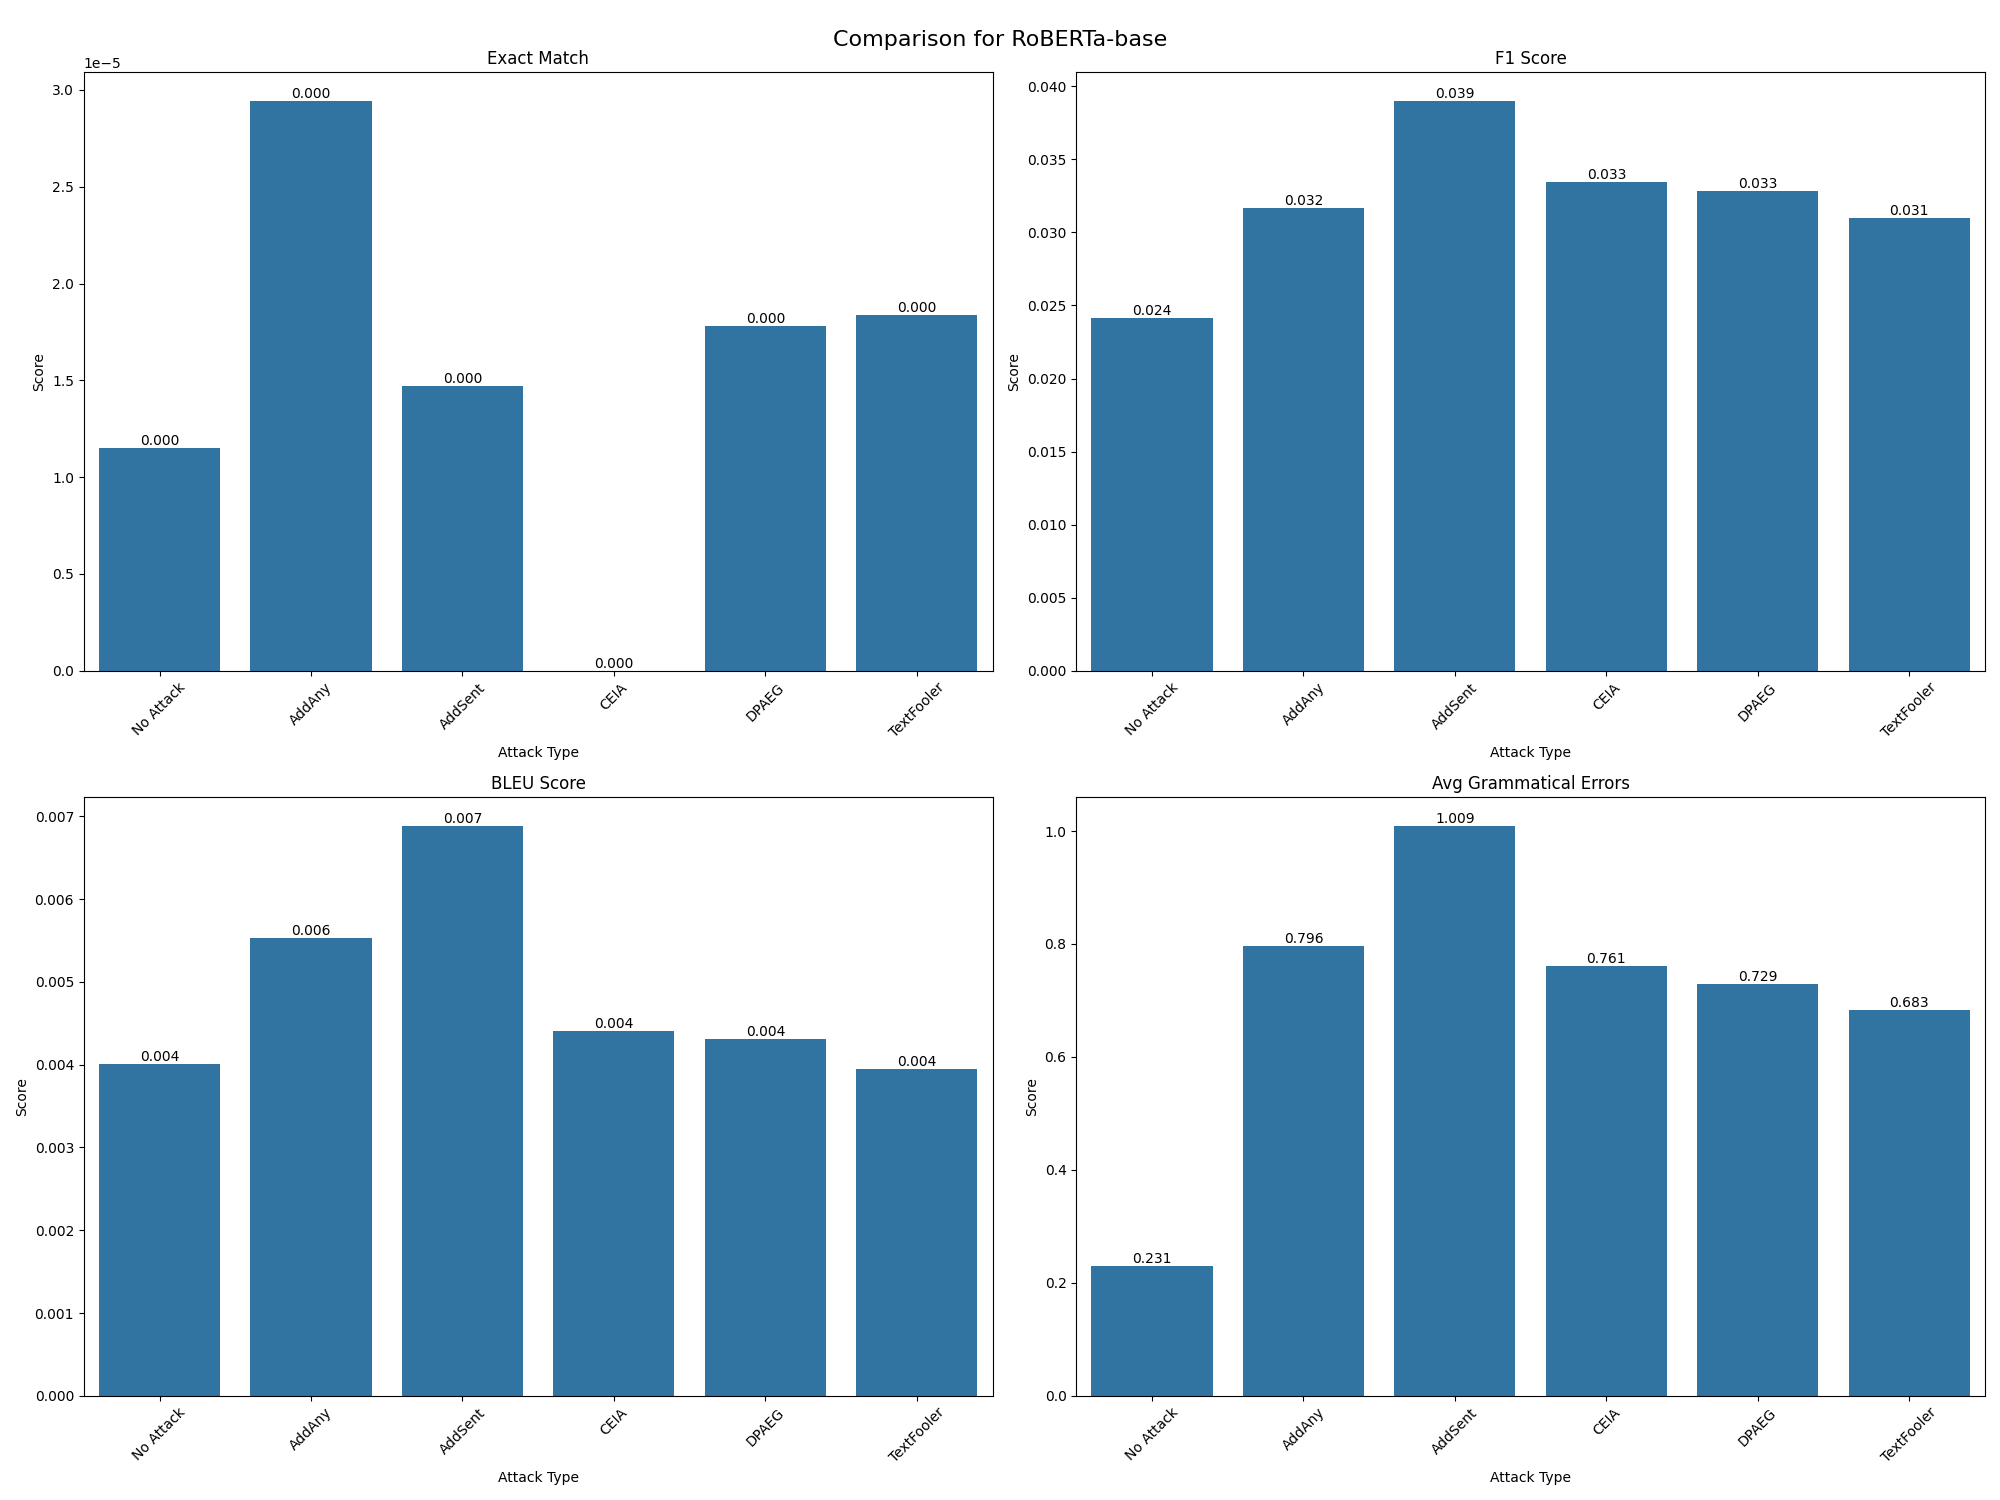 Comparison for RoBERTa-base
Exact Match
1e−5
3.0
2.5
2.0
1.5
1.0
0.5
0.0
Score
0.000
0.000
0.000
0.000
0.000
0.000
No Attack
AddAny
AddSent
CEIA
DPAEG
TextFooler
Attack Type
F1 Score
0.040
0.035
0.030
0.025
0.020
0.015
0.010
0.005
0.000
Score
0.024
0.032
0.039
0.033
0.033
0.031
No Attack
AddAny
AddSent
CEIA
DPAEG
TextFooler
Attack Type
BLEU Score
0.007
0.006
0.005
0.004
0.003
0.002
0.001
0.000
Score
0.004
0.006
0.007
0.004
0.004
0.004
No Attack
AddAny
AddSent
CEIA
DPAEG
TextFooler
Attack Type
Avg Grammatical Errors
1.0
0.8
0.6
0.4
0.2
0.0
Score
0.231
0.796
1.009
0.761
0.729
0.683
No Attack
AddAny
AddSent
CEIA
DPAEG
TextFooler
Attack Type